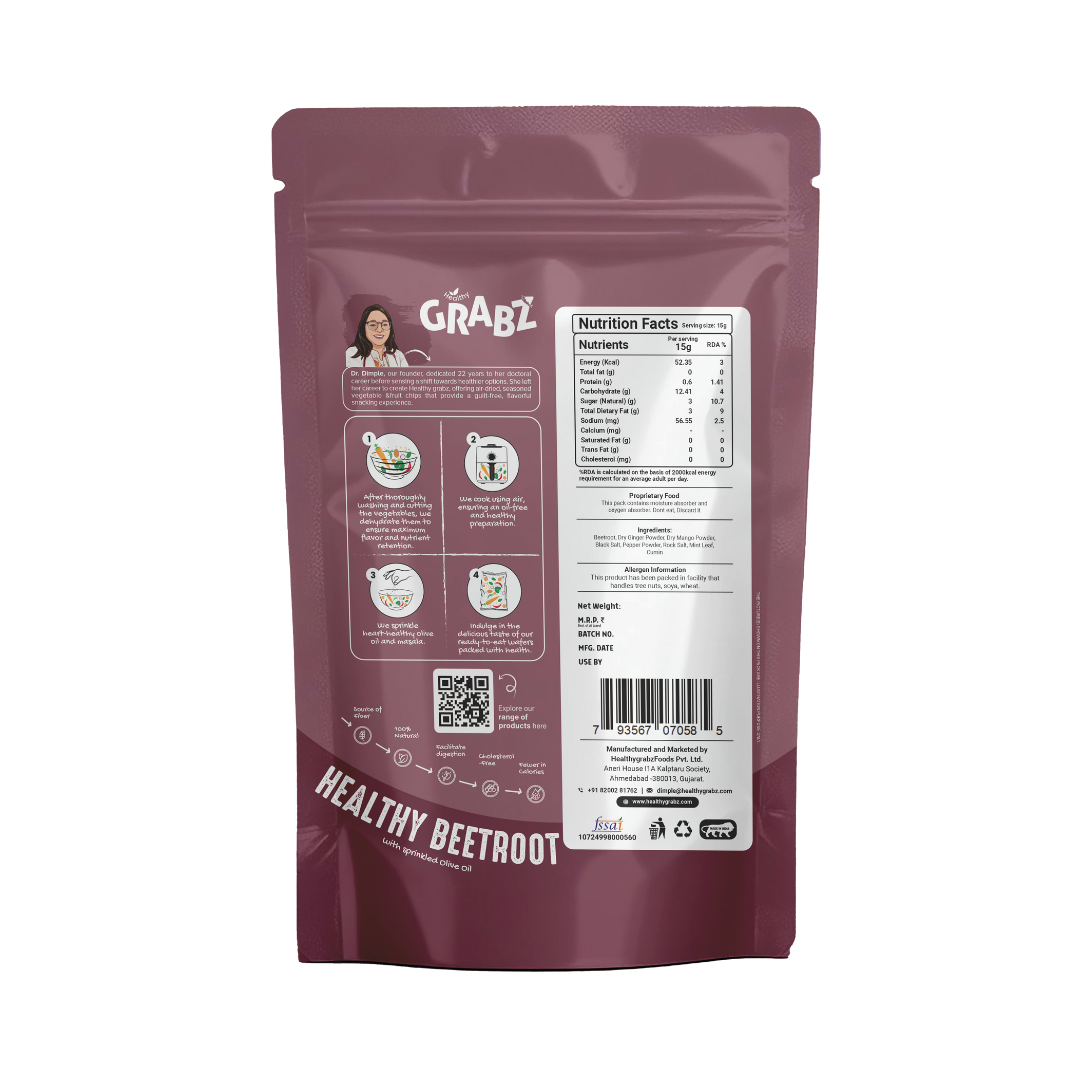 Healthy
GRABZ
Dr. Dimple, our founder, dedicated 22 years to her doctoral
career before sensing a shift towards healthier options. She left
her career to create Healthy grabz, offering air-dried, seasoned
vegetable &fruit chips that provide a guilt-free, flavorful
snacking experience.
1
After thoroughly
washing and cutting
the vegetables, we
dehydrate them to
ensure maximum
flavor and nutrient
retention.
2
We cook using air,
ensuring an oil-free
and healthy
preparation.
3
We sprinkle
heart-healthy olive
oil and masala.
4
Indulge in the
delicious taste of our
ready-to-eat wafers
packed with health.
Explore our
range of
products here
Source of
Fiber
100%
Natural
Facilitate
digestion
Cholesterol
-Free
Fewer in
Calories
HEALTHY BEETROOT
with sprinkled Olive Oil
Nutrition Facts Serving size: 15g
Nutrients Per serving 15g RDA %
Energy (Kcal) 52.35 3
Total fat (g) 0 0
Protein (g) 0.6 1.41
Carbohydrate (g) 12.41 4
Sugar (Natural) (g) 3 10.7
Total Dietary Fat (g) 3 9
Sodium (mg) 56.55 2.5
Calcium (mg) - -
Saturated Fat (g) 0 0
Trans Fat (g) 0 0
Cholesterol (mg) 0 0
%RDA is calculated on the basis of 2000kcal energy
requirement for an average adult per day.
Proprietary Food
This pack contains moisture absorber and
oxygen absorber. Dont eat, Discard it
Ingredients:
Beetroot, Dry Ginger Powder, Dry Mango Powder,
Black Salt, Pepper Powder, Rock Salt, Mint Leaf,
Cumin
Allergen Information
This product has been packed in facility that
handles tree nuts, soya, wheat.
Net Weight:
M.R.P. ₹
BATCH NO.
MFG. DATE
USE BY
7 93567 07058 5
Manufactured and Marketed by
HealthygrabzFoods Pvt. Ltd.
Aneri House I1A Kalptaru Society,
Ahmedabad -380013, Gujarat.
+91 82002 81762 | dimple@healthygrabz.com
www.healthygrabz.com
fssai
10724998000560
MADE IN INDIA